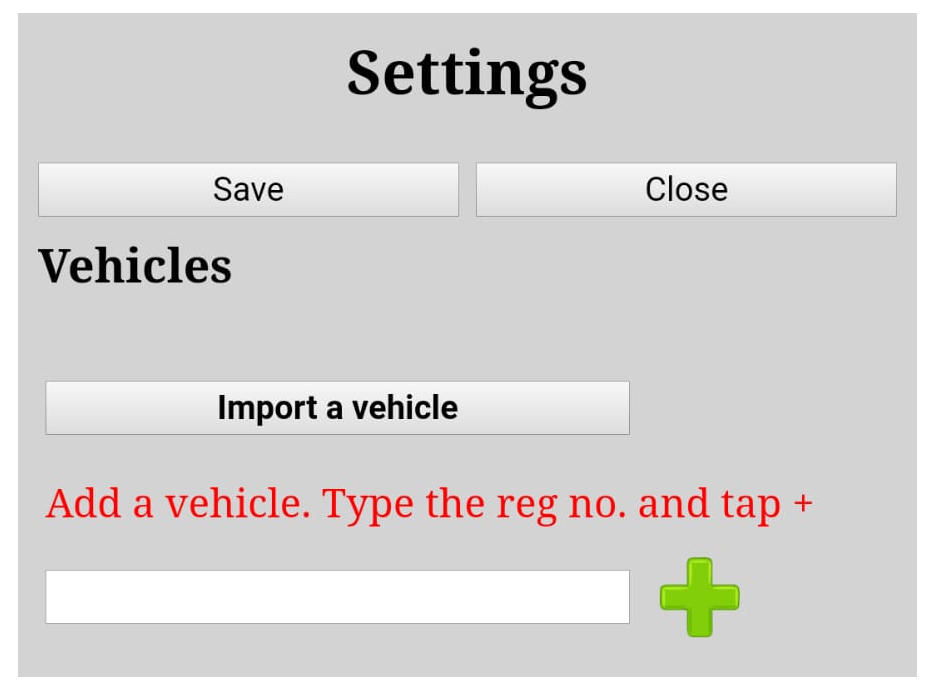 Settings
Save Close
Vehicles
Import a vehicle
Add a vehicle. Type the reg no. and tap +